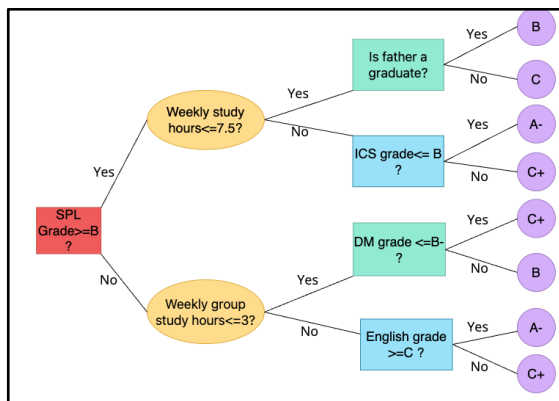 Yes
B
Is father a
graduate?
No
C
Yes
Weekly study
hours<=7.5?
No
Yes
A-
ICS grade<= B
?
No
C+
Yes
SPL
Grade>=B
?
No
Yes
C+
DM grade <=B-
?
No
B
Yes
Weekly group
study hours<=3?
No
Yes
A-
English grade
>=C ?
No
C+